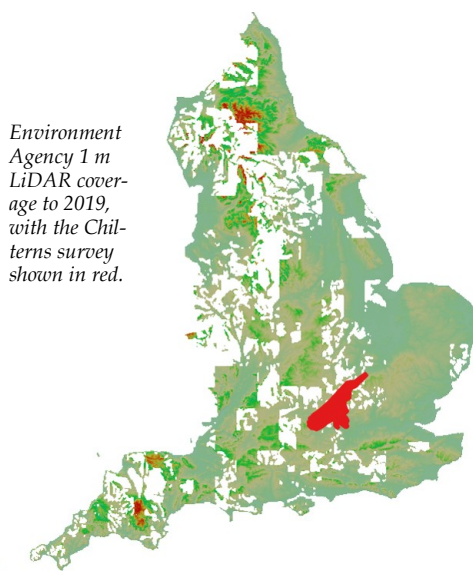 Environment
Agency 1 m
LiDAR cover-
age to 2019,
with the Chil-
terns survey
shown in red.